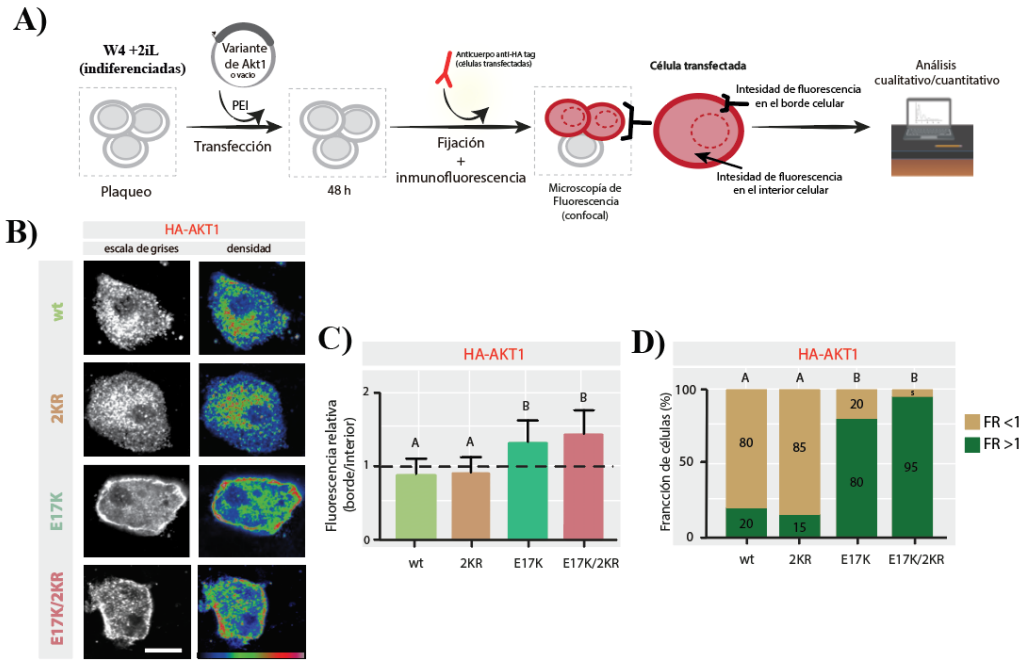 A)
W4 +2iL
(indiferenciadas)
Plaqueo
Variante
de Akt1
o vacio
PEI
Transfección
48 h
Anticuerpo anti-HA tag
(células transfectadas)
Fijación
+
inmunofluorescencia
Microscopía de
Fluorescencia
(confocal)
Célula transfectada
Intesidad de fluorescencia
en el borde celular
Intesidad de fluorescencia
en el interior celular
Análisis
cualitativo/cuantitativo
B)
HA-AKT1
escala de grises
densidad
wt
2KR
E17K
E17K/2KR
C)
HA-AKT1
Fluorescencia relativa
(borde/interior)
2
1
0
A
A
B
B
wt
2KR
E17K
E17K/2KR
D)
HA-AKT1
Francción de células (%)
100
50
0
A
A
B
B
80
85
20
5
20
15
80
95
wt
2KR
E17K
E17K/2KR
FR <1
FR >1